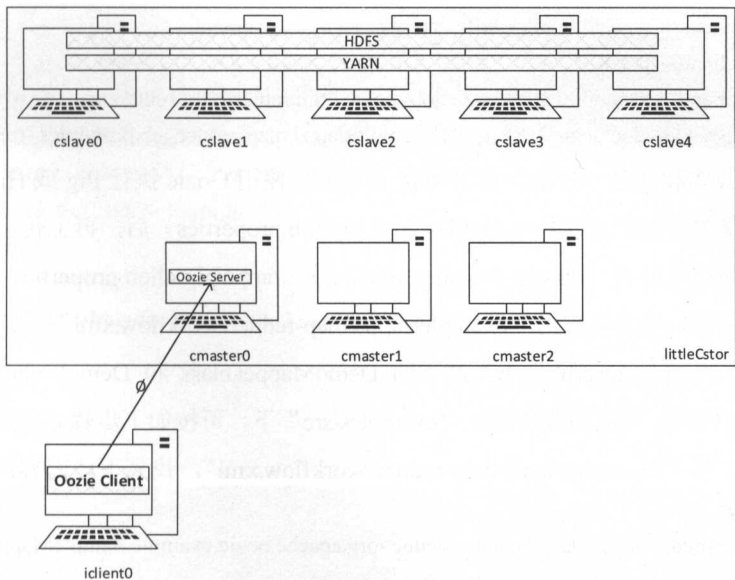 HDFS
YARN
cslave0
cslave1
cslave2
cslave3
cslave4
Oozie Server
cmaster0
cmaster1
cmaster2
littleCstor
Oozie Client
iclient0